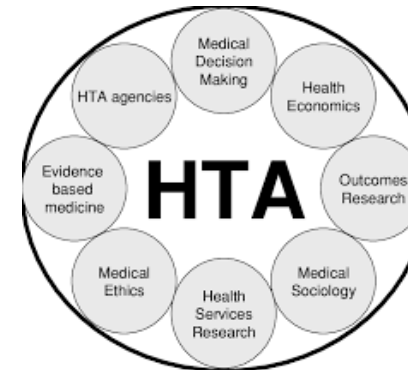 Medical
Decision
Making
HTA agencies
Health
Economics
Evidence
based
medicine
HTA
Outcomes
Research
Medical
Ethics
Medical
Sociology
Health
Services
Research